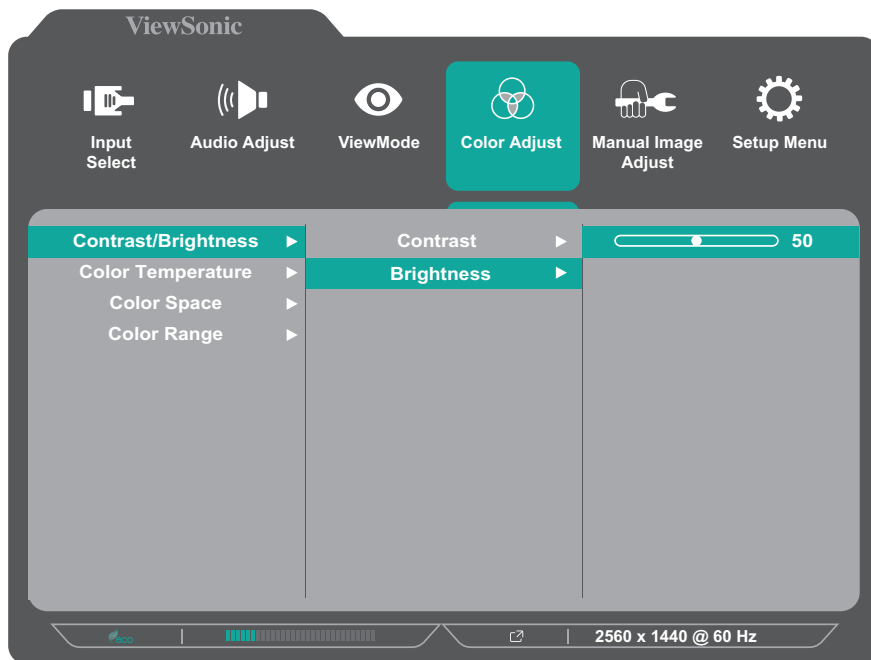 ViewSonic
Input
Select
Audio Adjust
ViewMode
Color Adjust
Manual Image
Adjust
Setup Menu
Contrast/Brightness
Contrast
50
Color Temperature
Brightness
Color Space
Color Range
eco
2560 x 1440 @ 60 Hz